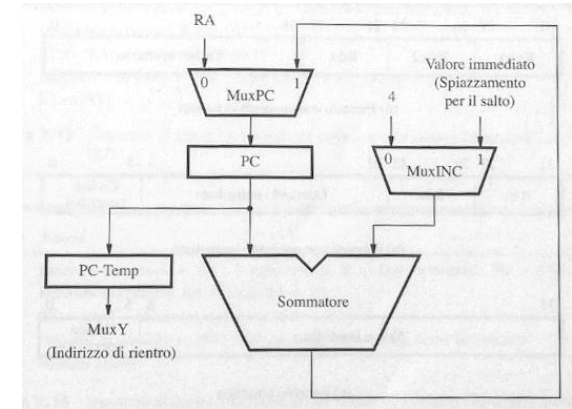 RA
Valore immediato
(Spiazzamento
per il salto)
4
0 1
MuxPC
0 1
MuxINC
PC
PC-Temp
Sommatore
MuxY
(Indirizzo di rientro)